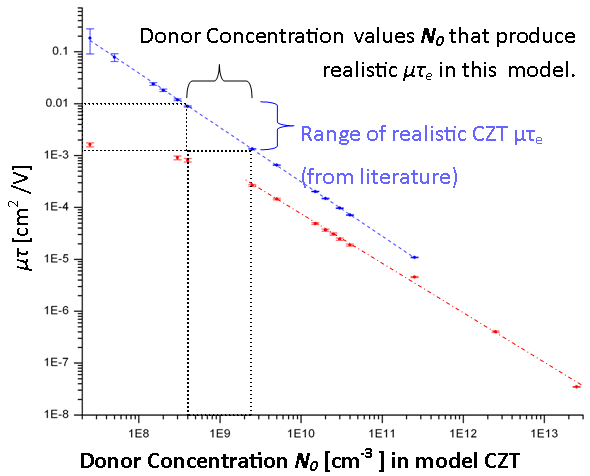 Donor Concentration values N₀ that produce
realistic μτe in this model.
0.1
0.01
Range of realistic CZT μτe
1E-3
(from literature)
1E-4
μτ [cm² /V]
1E-5
1E-6
1E-7
1E-8
1E8 1E9 1E10 1E11 1E12 1E13
Donor Concentration N₀ [cm⁻³ ] in model CZT